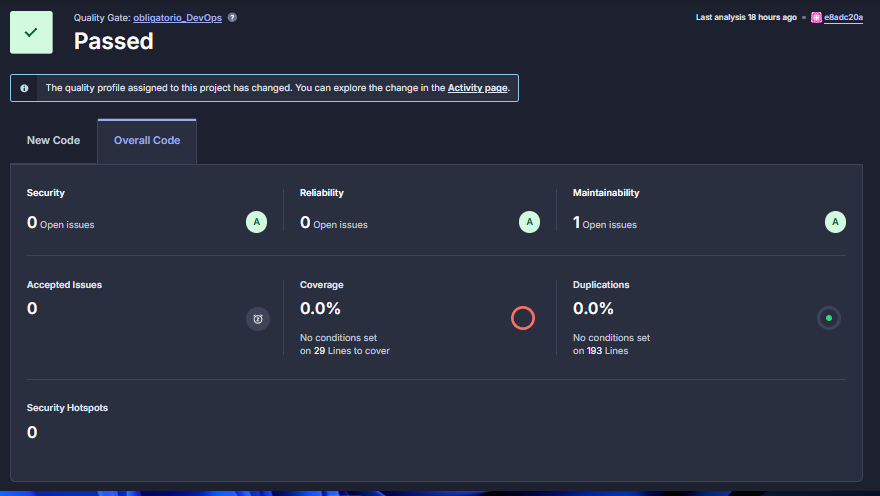 Quality Gate: obligatorio_DevOps ?
Last analysis 18 hours ago • e8adc20a
Passed
The quality profile assigned to this project has changed. You can explore the change in the Activity page.
New Code
Overall Code
Security
0 Open issues
A
Reliability
0 Open issues
A
Maintainability
1 Open issues
A
Accepted Issues
0
Coverage
0.0%
No conditions set
on 29 Lines to cover
Duplications
0.0%
No conditions set
on 193 Lines
Security Hotspots
0